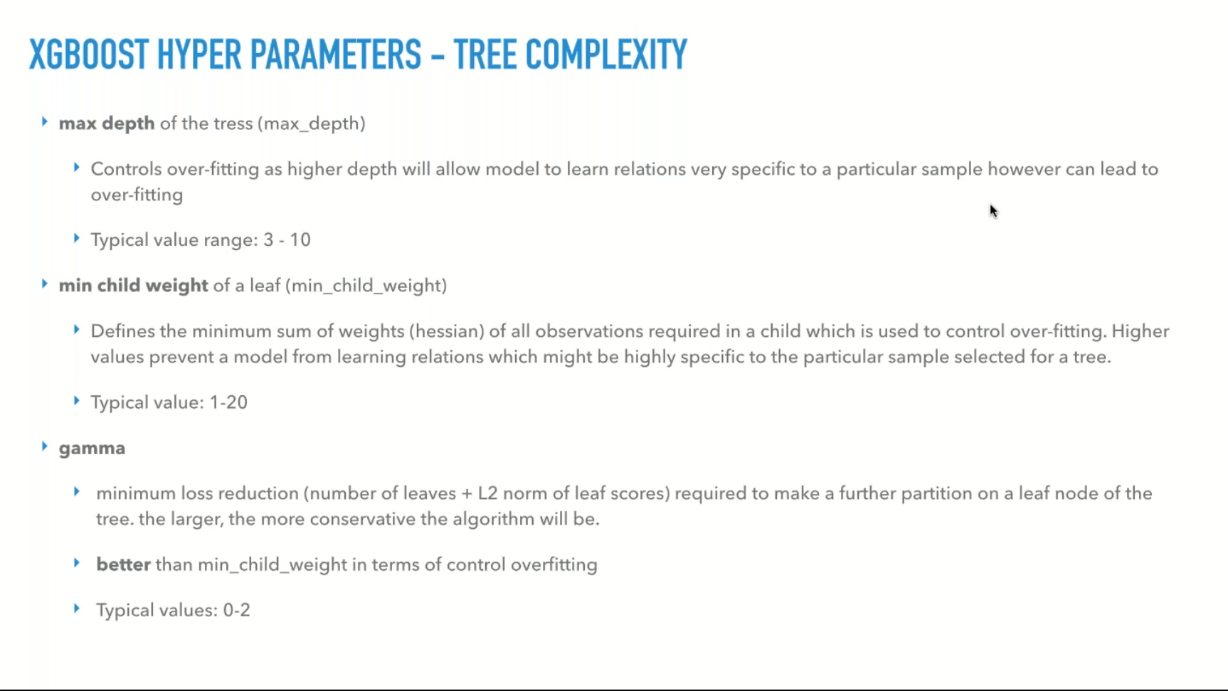 XGBOOST HYPER PARAMETERS – TREE COMPLEXITY
max depth of the tress (max_depth)
Controls over-fitting as higher depth will allow model to learn relations very specific to a particular sample however can lead to
over-fitting
Typical value range: 3 - 10
min child weight of a leaf (min_child_weight)
Defines the minimum sum of weights (hessian) of all observations required in a child which is used to control over-fitting. Higher
values prevent a model from learning relations which might be highly specific to the particular sample selected for a tree.
Typical value: 1-20
gamma
minimum loss reduction (number of leaves + L2 norm of leaf scores) required to make a further partition on a leaf node of the
tree. the larger, the more conservative the algorithm will be.
better than min_child_weight in terms of control overfitting
Typical values: 0-2